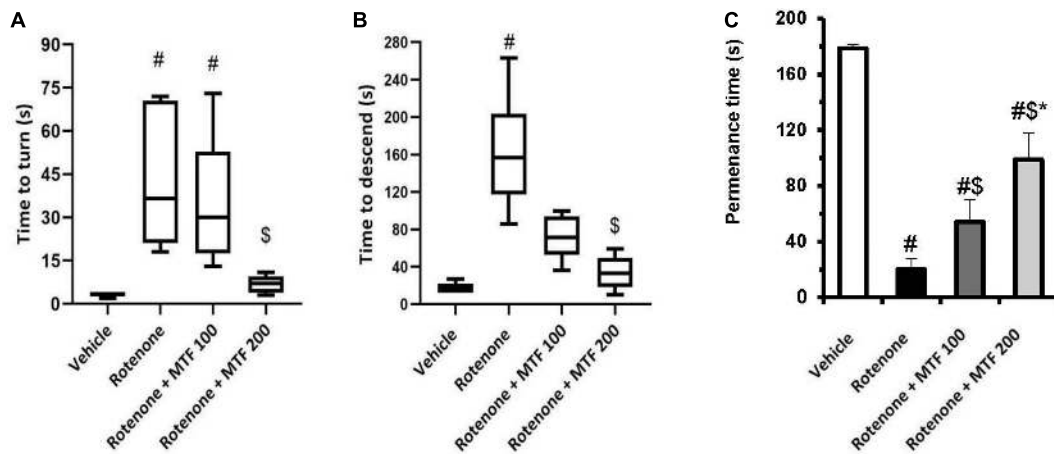 A
Time to turn (s)
90
75
60
45
30
15
0
#
#
$
Vehicle
Rotenone
Rotenone + MTF 100
Rotenone + MTF 200
B
Time to descend (s)
280
240
200
160
120
80
40
0
#
$
Vehicle
Rotenone
Rotenone + MTF 100
Rotenone + MTF 200
C
Permenance time (s)
200
160
120
80
40
0
#
#$
#$*
Vehicle
Rotenone
Rotenone + MTF 100
Rotenone + MTF 200